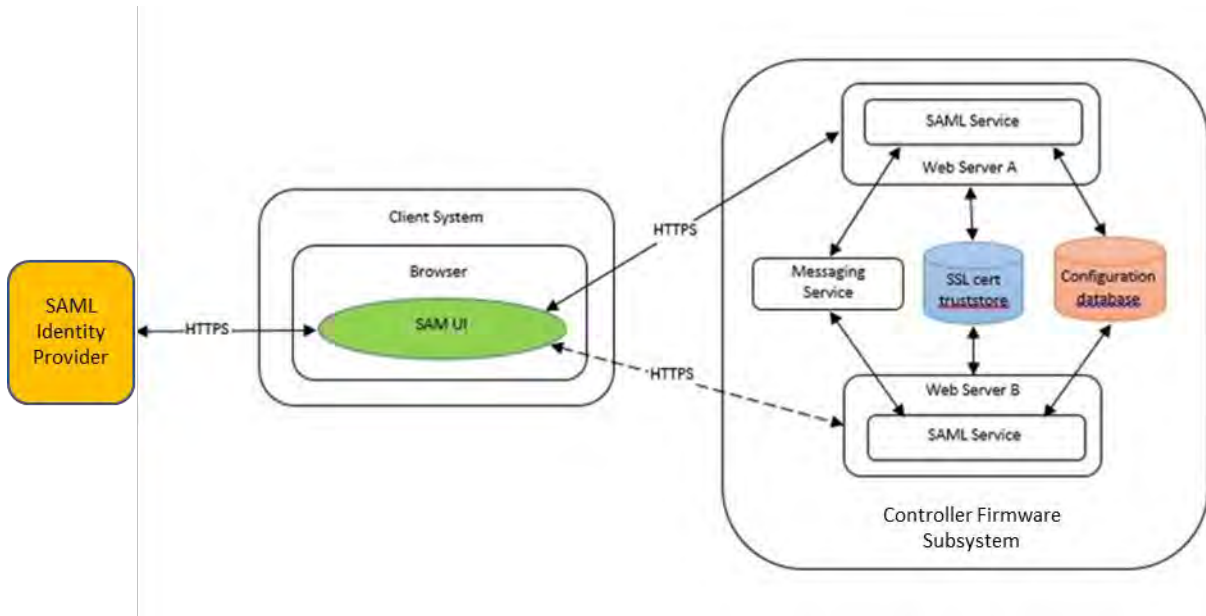 SAML
Identity
Provider
HTTPS
Client System
Browser
SAM UI
HTTPS
HTTPS
SAML Service
Web Server A
Messaging
Service
SSL cert
truststore
Configuration
database
Web Server B
SAML Service
Controller Firmware
Subsystem